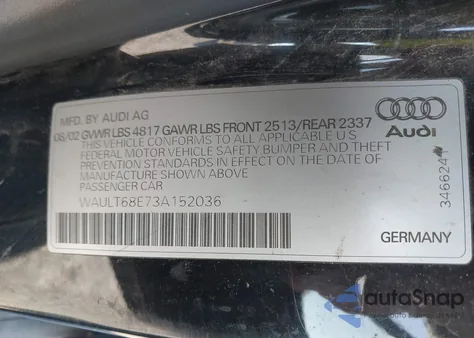 MFD. BY AUDI AG
08/02 GVWR LBS 4817 GAWR LBS FRONT 2513/REAR 2337
THIS VEHICLE CONFORMS TO ALL APPLICABLE U S
FEDERAL MOTOR VEHICLE SAFETY BUMPER AND THEFT
PREVENTION STANDARDS IN EFFECT ON THE DATE OF
MANUFACTURE SHOWN ABOVE
PASSENGER CAR
WAULT68E73A152036
Audi
GERMANY
autoSnap